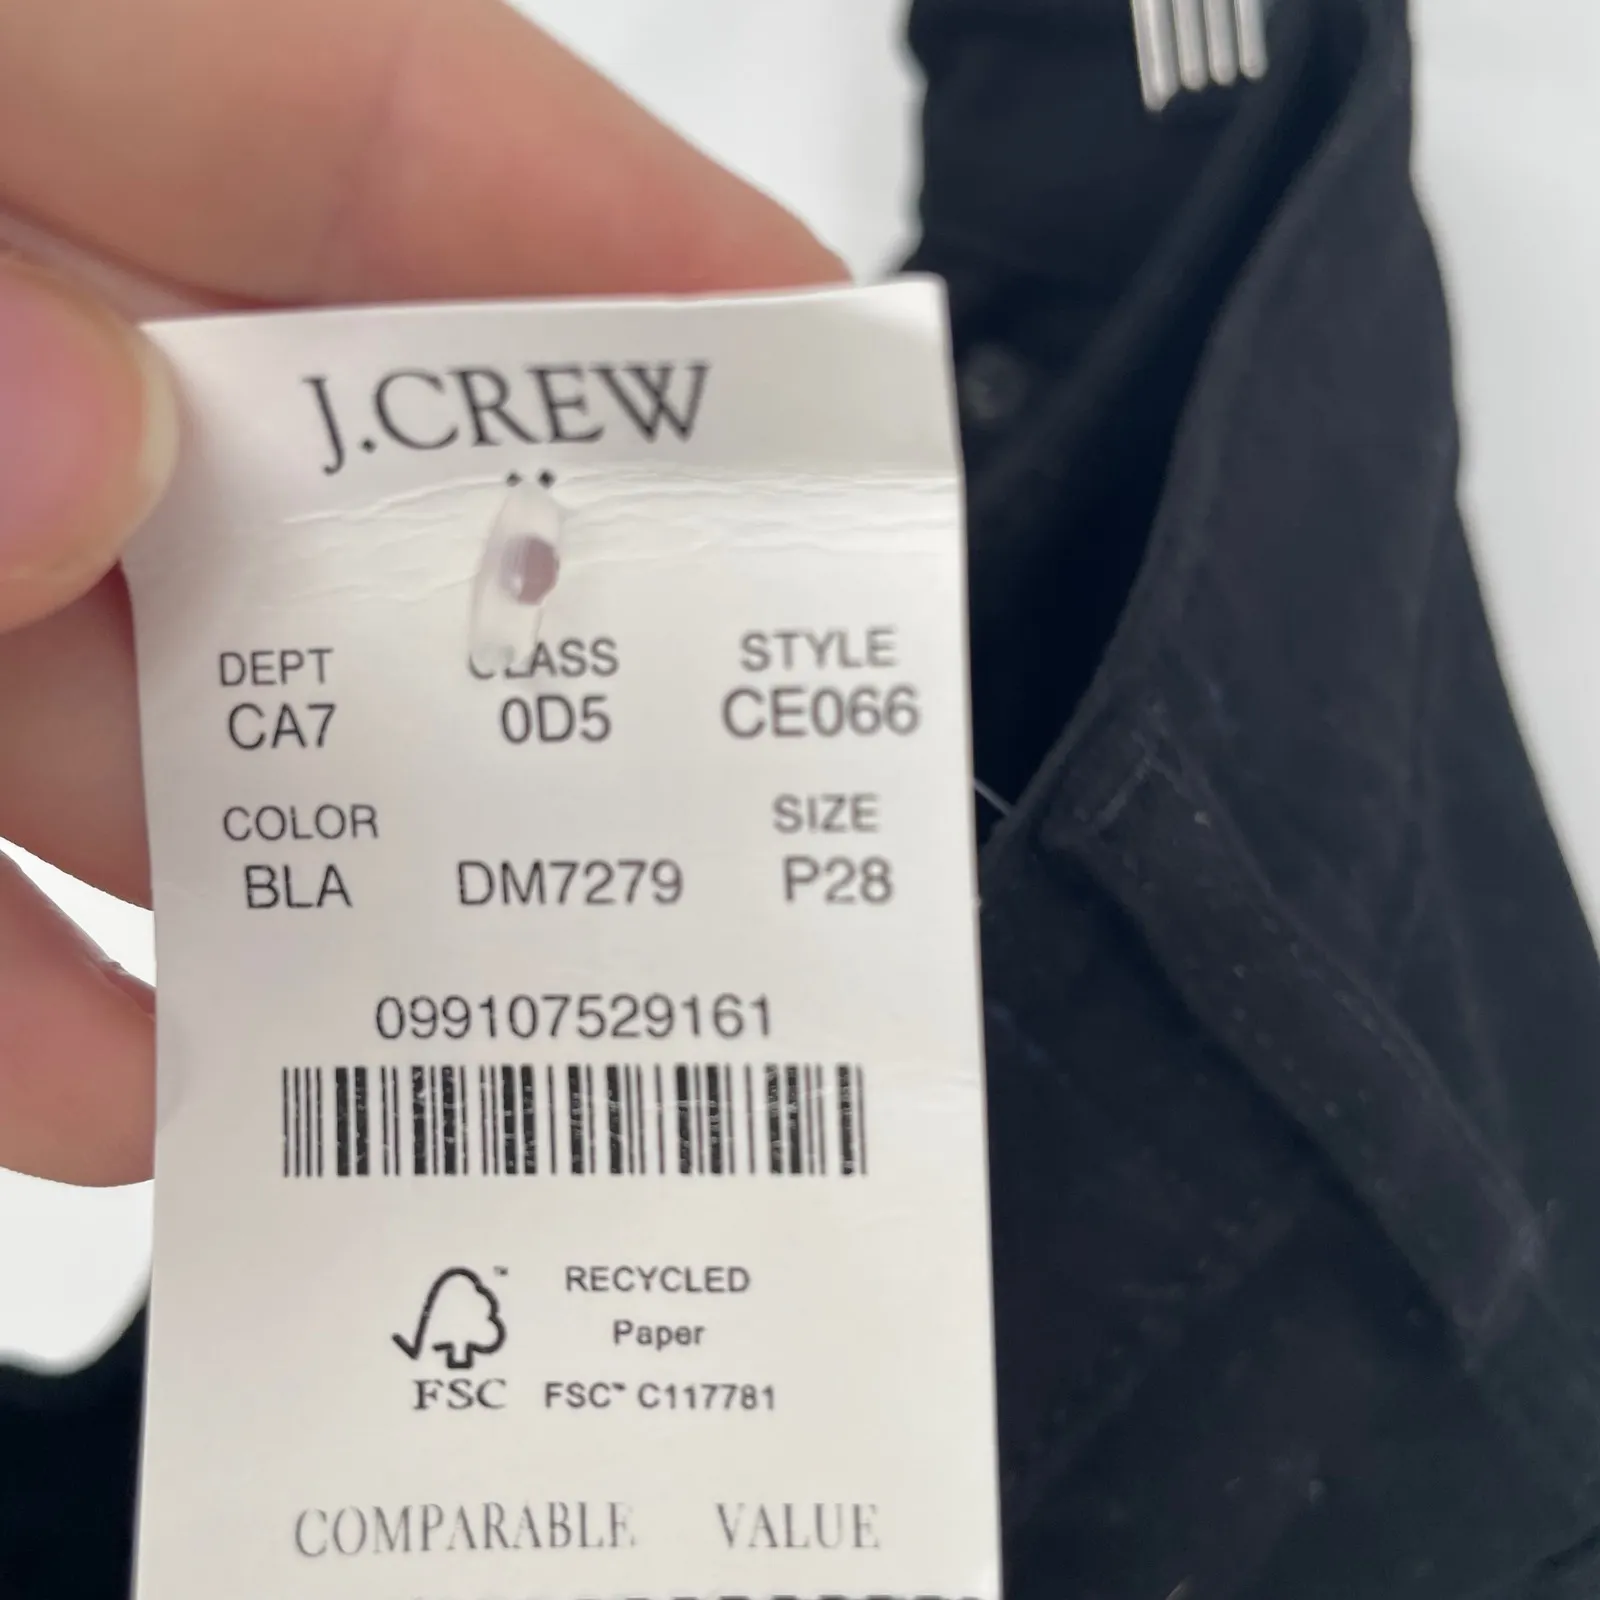 J.CREW
DEPT CLASS STYLE
CA7 0D5 CE066
COLOR SIZE
BLA DM7279 P28
099107529161
RECYCLED
Paper
FSC™ C117781
FSC
COMPARABLE VALUE